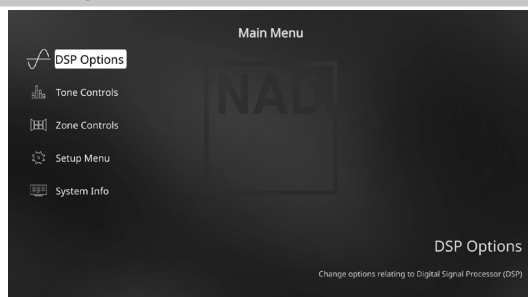 Main Menu
DSP Options
Tone Controls
Zone Controls
Setup Menu
System Info
NAD
DSP Options
Change options relating to Digital Signal Processor (DSP)